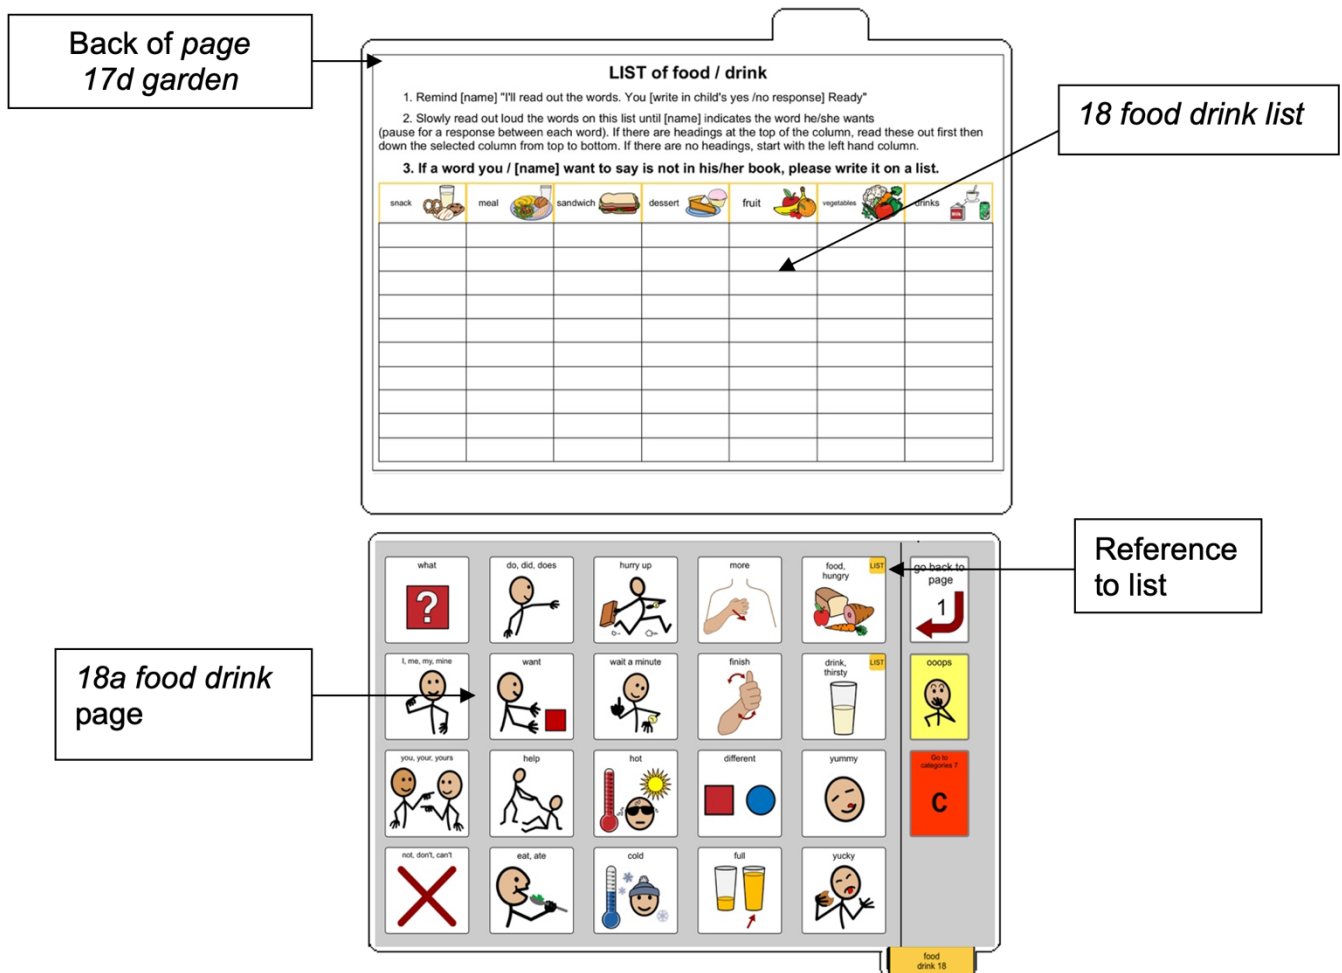 Back of page
17d garden
LIST of food / drink
1. Remind [name] "I'll read out the words. You [write in child's yes /no response] Ready"
2. Slowly read out loud the words on this list until [name] indicates the word he/she wants
(pause for a response between each word). If there are headings at the top of the column, read these out first then
down the selected column from top to bottom. If there are no headings, start with the left hand column.
3. If a word you / [name] want to say is not in his/her book, please write it on a list.
18 food drink list
snack meal sandwich dessert fruit vegetables drinks
Reference
to list
18a food drink
page
what do, did, does hurry up more food, LIST go back to
hungry page
?
1
I, me, my, mine want wait a minute finish drink, LIST ooops
thirsty
you, your, yours help hot different yummy Go to
categories 7
C
not, don't, can't eat, ate cold full yucky
food
drink 18